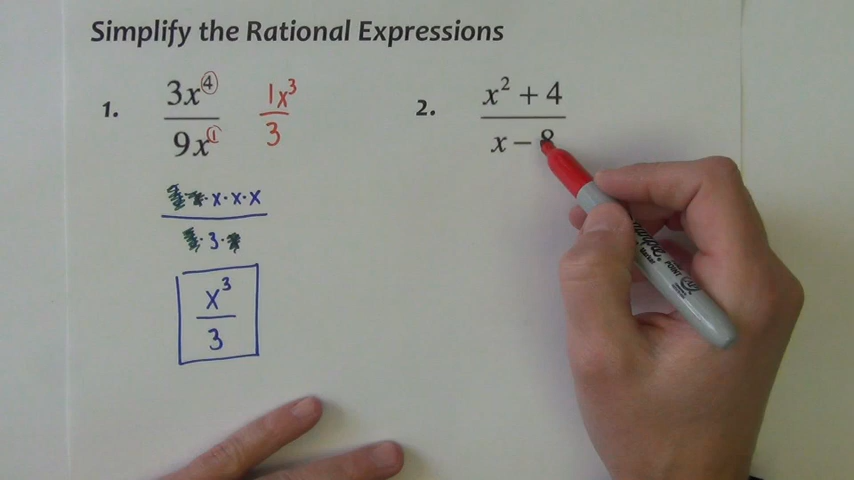 Simplify the Rational Expressions
1.
3x④
9x①
1x³
3
x · x · x
· 3 ·
x³
3
2.
x² + 4
x − 8